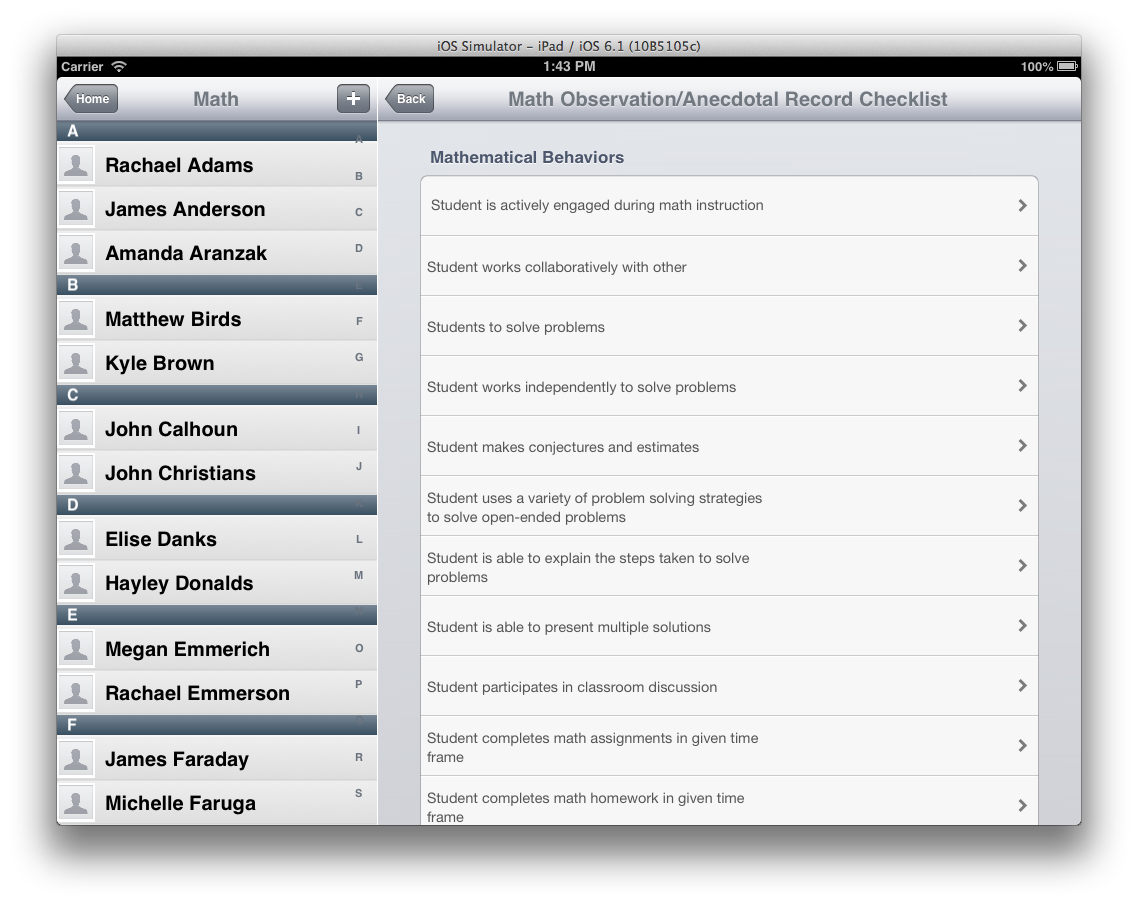 iOS Simulator – iPad / iOS 6.1 (10B5105c)
Carrier
1:43 PM
100%
Home
Math
+
Back
Math Observation/Anecdotal Record Checklist
A
Rachael Adams
James Anderson
Amanda Aranzak
B
Matthew Birds
Kyle Brown
C
John Calhoun
John Christians
D
Elise Danks
Hayley Donalds
E
Megan Emmerich
Rachael Emmerson
F
James Faraday
Michelle Faruga
A
B
C
D
E
F
G
I
J
L
M
O
P
R
S
Mathematical Behaviors
Student is actively engaged during math instruction
Student works collaboratively with other
Students to solve problems
Student works independently to solve problems
Student makes conjectures and estimates
Student uses a variety of problem solving strategies
to solve open-ended problems
Student is able to explain the steps taken to solve
problems
Student is able to present multiple solutions
Student participates in classroom discussion
Student completes math assignments in given time
frame
Student completes math homework in given time
frame